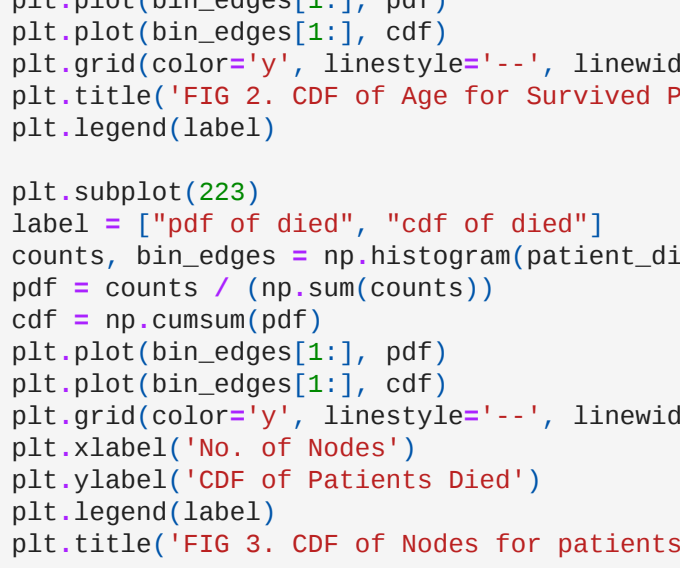 plt.plot(bin_edges[1:], pdf)
plt.plot(bin_edges[1:], cdf)
plt.grid(color='y', linestyle='--', linewid
plt.title('FIG 2. CDF of Age for Survived P
plt.legend(label)
plt.subplot(223)
label = ["pdf of died", "cdf of died"]
counts, bin_edges = np.histogram(patient_di
pdf = counts / (np.sum(counts))
cdf = np.cumsum(pdf)
plt.plot(bin_edges[1:], pdf)
plt.plot(bin_edges[1:], cdf)
plt.grid(color='y', linestyle='--', linewid
plt.xlabel('No. of Nodes')
plt.ylabel('CDF of Patients Died')
plt.legend(label)
plt.title('FIG 3. CDF of Nodes for patients